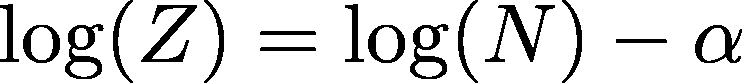 log(Z) = log(N) − α